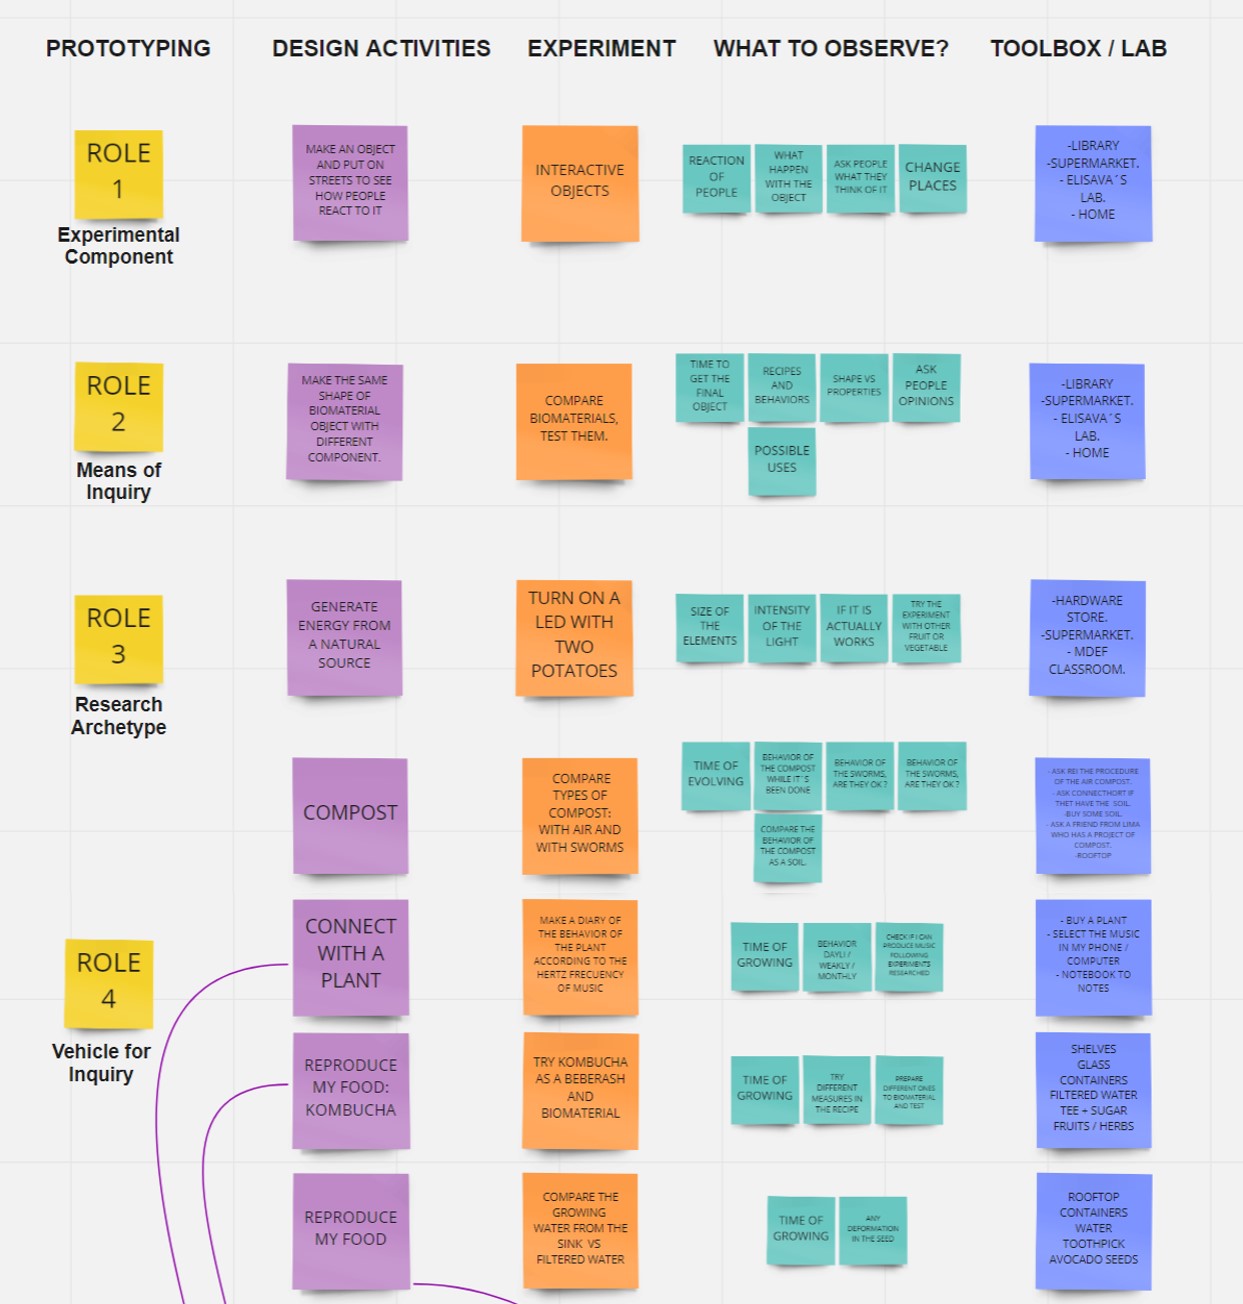 PROTOTYPING
DESIGN ACTIVITIES
EXPERIMENT
WHAT TO OBSERVE?
TOOLBOX / LAB
ROLE
1
Experimental
Component
MAKE AN OBJECT
AND PUT ON
STREETS TO SEE
HOW PEOPLE
REACT TO IT
INTERACTIVE
OBJECTS
REACTION
OF
PEOPLE
WHAT
HAPPEN
WITH THE
OBJECT
ASK PEOPLE
WHAT THEY
THINK OF IT
CHANGE
PLACES
-LIBRARY
-SUPERMARKET.
- ELISAVA´S
LAB.
- HOME
ROLE
2
Means of
Inquiry
MAKE THE SAME
SHAPE OF
BIOMATERIAL
OBJECT WITH
DIFFERENT
COMPONENT.
COMPARE
BIOMATERIALS,
TEST THEM.
TIME TO
GET THE
FINAL
OBJECT
RECIPES
AND
BEHAVIORS
SHAPE VS
PROPERTIES
ASK
PEOPLE
OPINIONS
POSSIBLE
USES
-LIBRARY
-SUPERMARKET.
- ELISAVA´S
LAB.
- HOME
ROLE
3
Research
Archetype
GENERATE
ENERGY FROM
A NATURAL
SOURCE
TURN ON A
LED WITH
TWO
POTATOES
SIZE OF
THE
ELEMENTS
INTENSITY
OF THE
LIGHT
IF IT IS
ACTUALLY
WORKS
TRY THE
EXPERIMENT
WITH OTHER
FRUIT OR
VEGETABLE
-HARDWARE
STORE.
-SUPERMARKET.
- MDEF
CLASSROOM.
COMPOST
COMPARE
TYPES OF
COMPOST:
WITH AIR AND
WITH SWORMS
TIME OF
EVOLVING
BEHAVIOR OF
THE COMPOST
WHILE IT´S
BEEN DONE
BEHAVIOR OF
THE SWORMS,
ARE THEY OK ?
BEHAVIOR OF
THE SWORMS,
ARE THEY OK ?
COMPARE THE
BEHAVIOR OF
THE COMPOST
AS A SOIL.
- ASK REI THE PROCEDURE
OF THE AIR COMPOST.
- ASK CONNECTHORT IF
THET HAVE THE SOIL.
-BUY SOME SOIL.
- ASK A FRIEND FROM LIMA
WHO HAS A PROJECT OF
COMPOST.
-ROOFTOP
ROLE
4
Vehicle for
Inquiry
CONNECT
WITH A
PLANT
MAKE A DIARY OF
THE BEHAVIOR OF
THE PLANT
ACCORDING TO THE
HERTZ FRECUENCY
OF MUSIC
TIME OF
GROWING
BEHAVIOR
DAYLI /
WEAKLY /
MONTHLY
CHECK IF I CAN
PRODUCE MUSIC
FOLLOWING
EXPERIMENTS
RESEARCHED
- BUY A PLANT
- SELECT THE MUSIC
IN MY PHONE /
COMPUTER
- NOTEBOOK TO
NOTES
REPRODUCE
MY FOOD:
KOMBUCHA
TRY KOMBUCHA
AS A BEBERASH
AND
BIOMATERIAL
TIME OF
GROWING
TRY
DIFFERENT
MEASURES IN
THE RECIPE
PREPARE
DIFFERENT ONES
TO BIOMATERIAL
AND TEST
SHELVES
GLASS
CONTAINERS
FILTERED WATER
TEE + SUGAR
FRUITS / HERBS
REPRODUCE
MY FOOD
COMPARE THE
GROWING
WATER FROM THE
SINK VS
FILTERED WATER
TIME OF
GROWING
ANY
DEFORMATION
IN THE SEED
ROOFTOP
CONTAINERS
WATER
TOOTHPICK
AVOCADO SEEDS